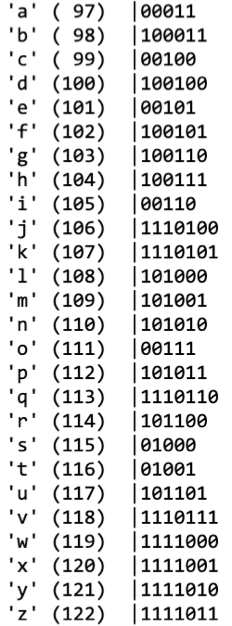 'a' ( 97) |00011
'b' ( 98) |100011
'c' ( 99) |00100
'd' (100) |100100
'e' (101) |00101
'f' (102) |100101
'g' (103) |100110
'h' (104) |100111
'i' (105) |00110
'j' (106) |1110100
'k' (107) |1110101
'l' (108) |101000
'm' (109) |101001
'n' (110) |101010
'o' (111) |00111
'p' (112) |101011
'q' (113) |1110110
'r' (114) |101100
's' (115) |01000
't' (116) |01001
'u' (117) |101101
'v' (118) |1110111
'w' (119) |1111000
'x' (120) |1111001
'y' (121) |1111010
'z' (122) |1111011